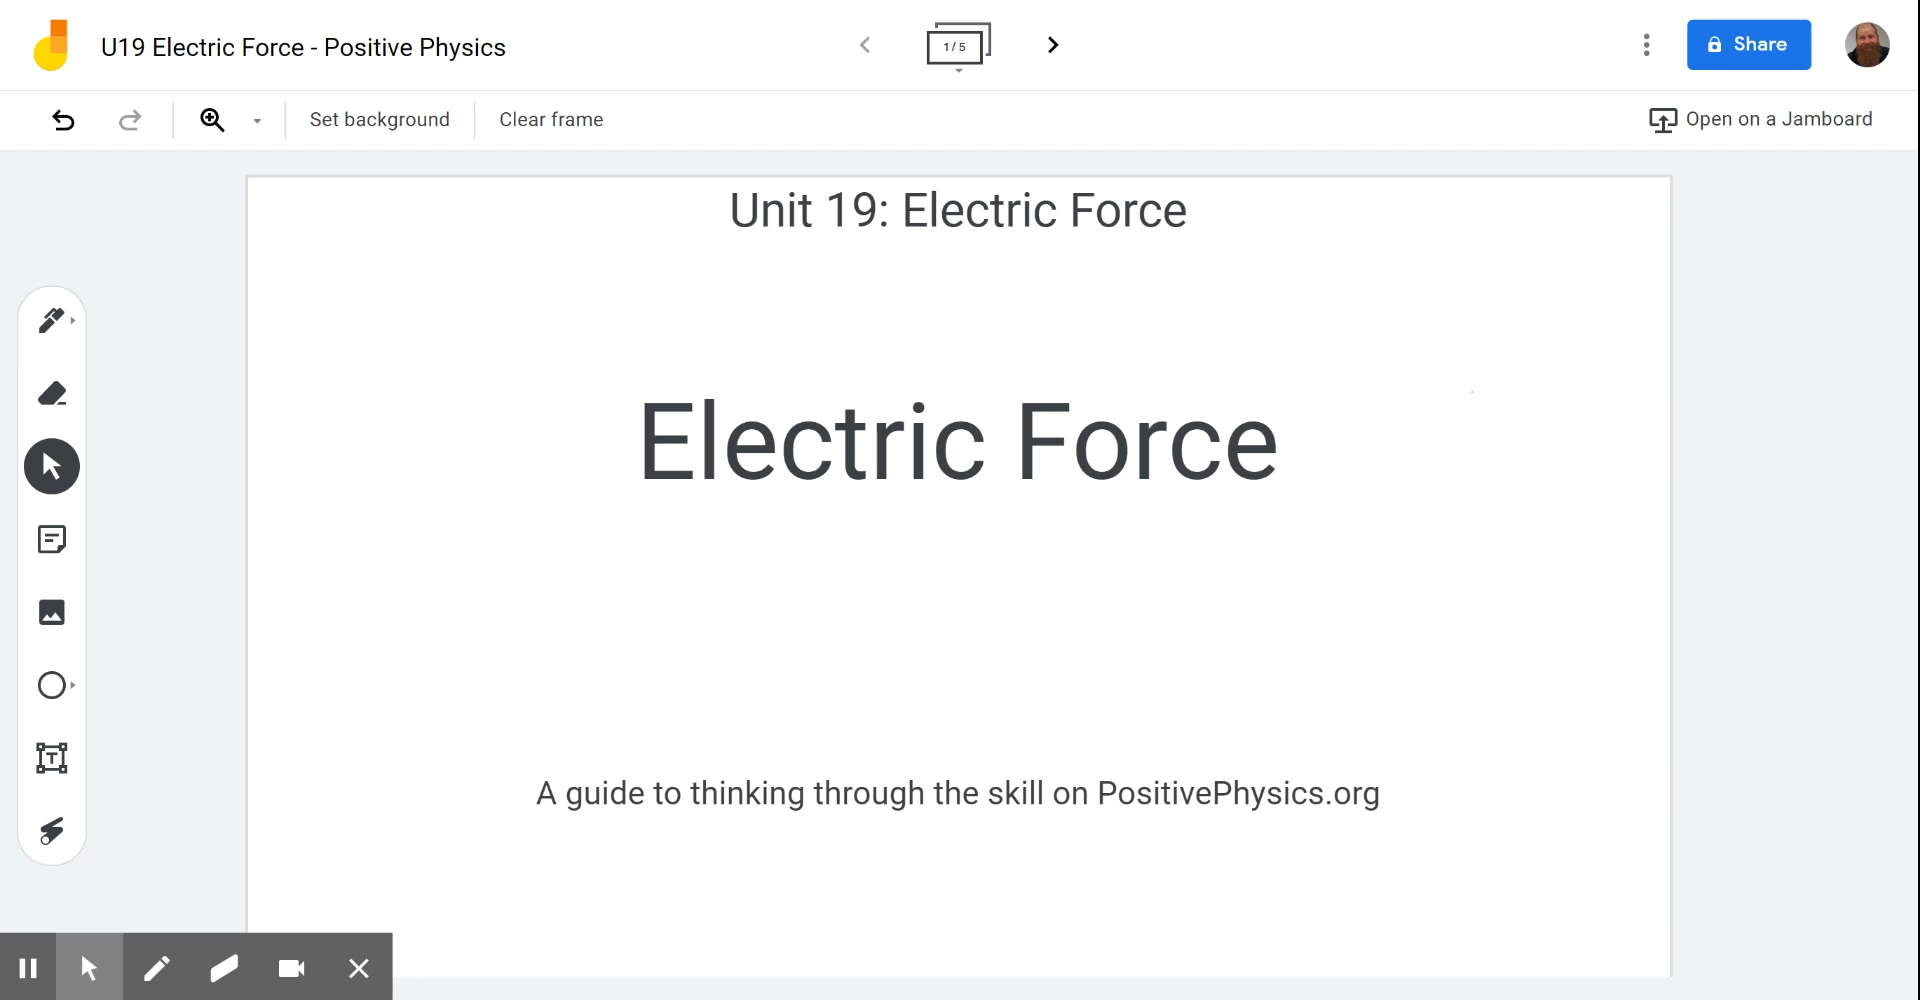 U19 Electric Force - Positive Physics
1 / 5
Share
Set background
Clear frame
Open on a Jamboard
Unit 19: Electric Force
Electric Force
A guide to thinking through the skill on PositivePhysics.org